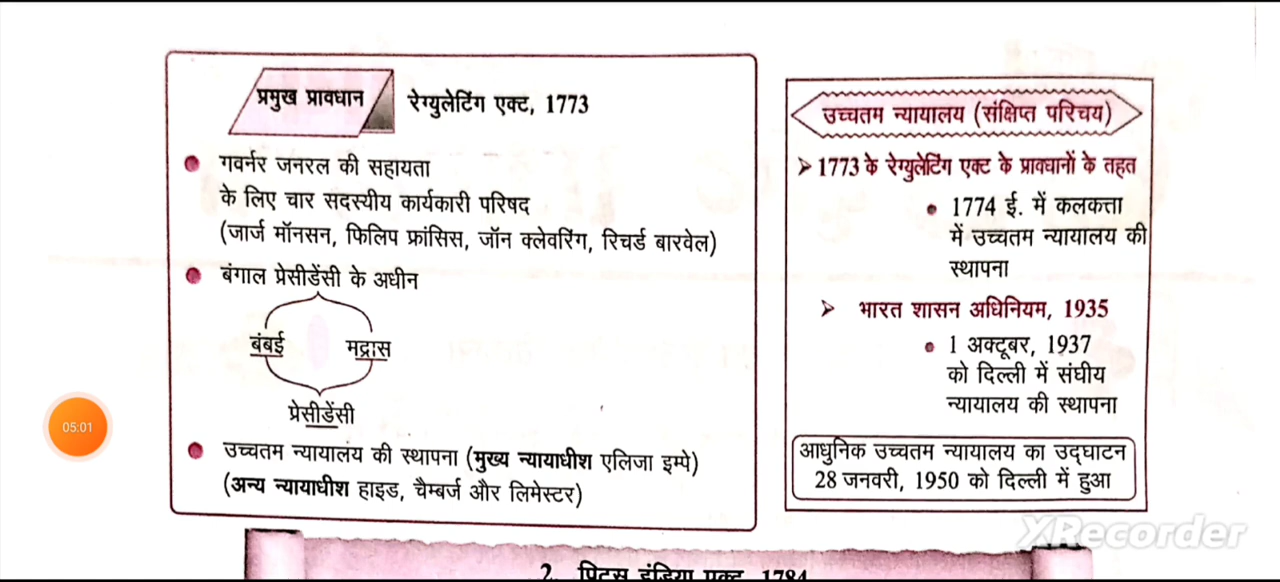 प्रमुख प्रावधान
रेग्युलेटिंग एक्ट, 1773
गवर्नर जनरल की सहायता
के लिए चार सदस्यीय कार्यकारी परिषद
(जार्ज मॉनसन, फिलिप फ्रांसिस, जॉन क्लेवरिंग, रिचर्ड बारवेल)
बंगाल प्रेसीडेंसी के अधीन
बंबई
मद्रास
प्रेसीडेंसी
उच्चतम न्यायालय की स्थापना (मुख्य न्यायाधीश एलिजा इम्पे)
(अन्य न्यायाधीश हाइड, चैम्बर्ज और लिमेस्टर)
उच्चतम न्यायालय (संक्षिप्त परिचय)
1773 के रेग्युलेटिंग एक्ट के प्रावधानों के तहत
1774 ई. में कलकत्ता
में उच्चतम न्यायालय की
स्थापना
भारत शासन अधिनियम, 1935
1 अक्टूबर, 1937
को दिल्ली में संघीय
न्यायालय की स्थापना
आधुनिक उच्चतम न्यायालय का उद्घाटन
28 जनवरी, 1950 को दिल्ली में हुआ
05:01
XRecorder
2. पिट्स इंडिया एक्ट, 1784